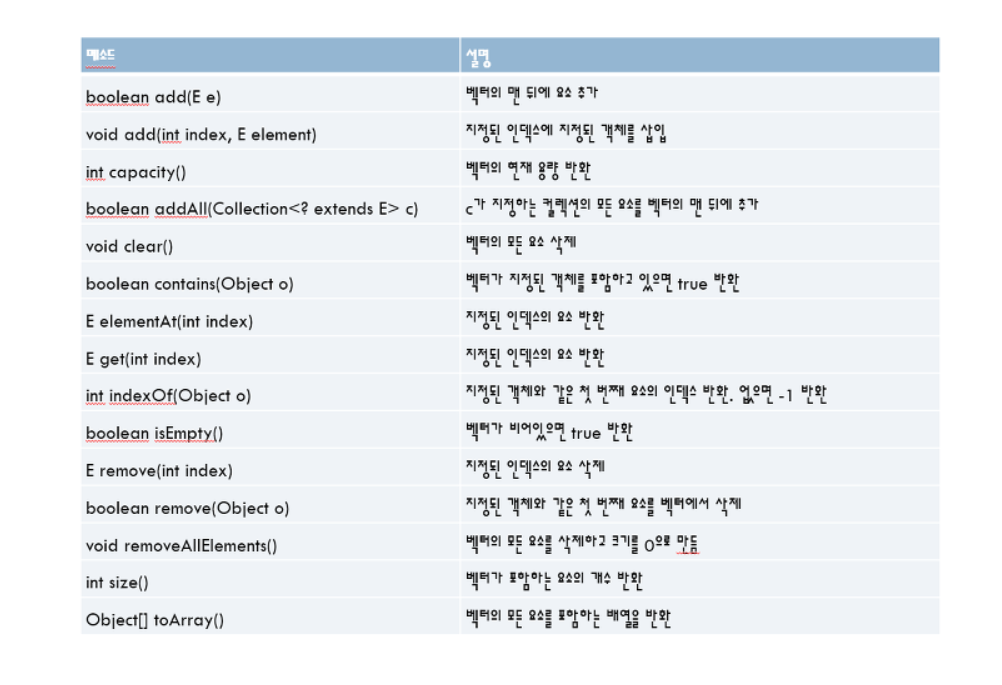 메소드 설명
boolean add(E e) 벡터의 맨 뒤에 요소 추가
void add(int index, E element) 지정된 인덱스에 지정된 객체를 삽입
int capacity() 벡터의 현재 용량 반환
boolean addAll(Collection<? extends E> c) c가 지정하는 컬렉션의 모든 요소를 벡터의 맨 뒤에 추가
void clear() 벡터의 모든 요소 삭제
boolean contains(Object o) 벡터가 지정된 객체를 포함하고 있으면 true 반환
E elementAt(int index) 지정된 인덱스의 요소 반환
E get(int index) 지정된 인덱스의 요소 반환
int indexOf(Object o) 지정된 객체와 같은 첫 번째 요소의 인덱스 반환. 없으면 -1 반환
boolean isEmpty() 벡터가 비어있으면 true 반환
E remove(int index) 지정된 인덱스의 요소 삭제
boolean remove(Object o) 지정된 객체와 같은 첫 번째 요소를 벡터에서 삭제
void removeAllElements() 벡터의 모든 요소를 삭제하고 크기를 0으로 만듬
int size() 벡터가 포함하는 요소의 개수 반환
Object[] toArray() 벡터의 모든 요소를 포함하는 배열을 반환